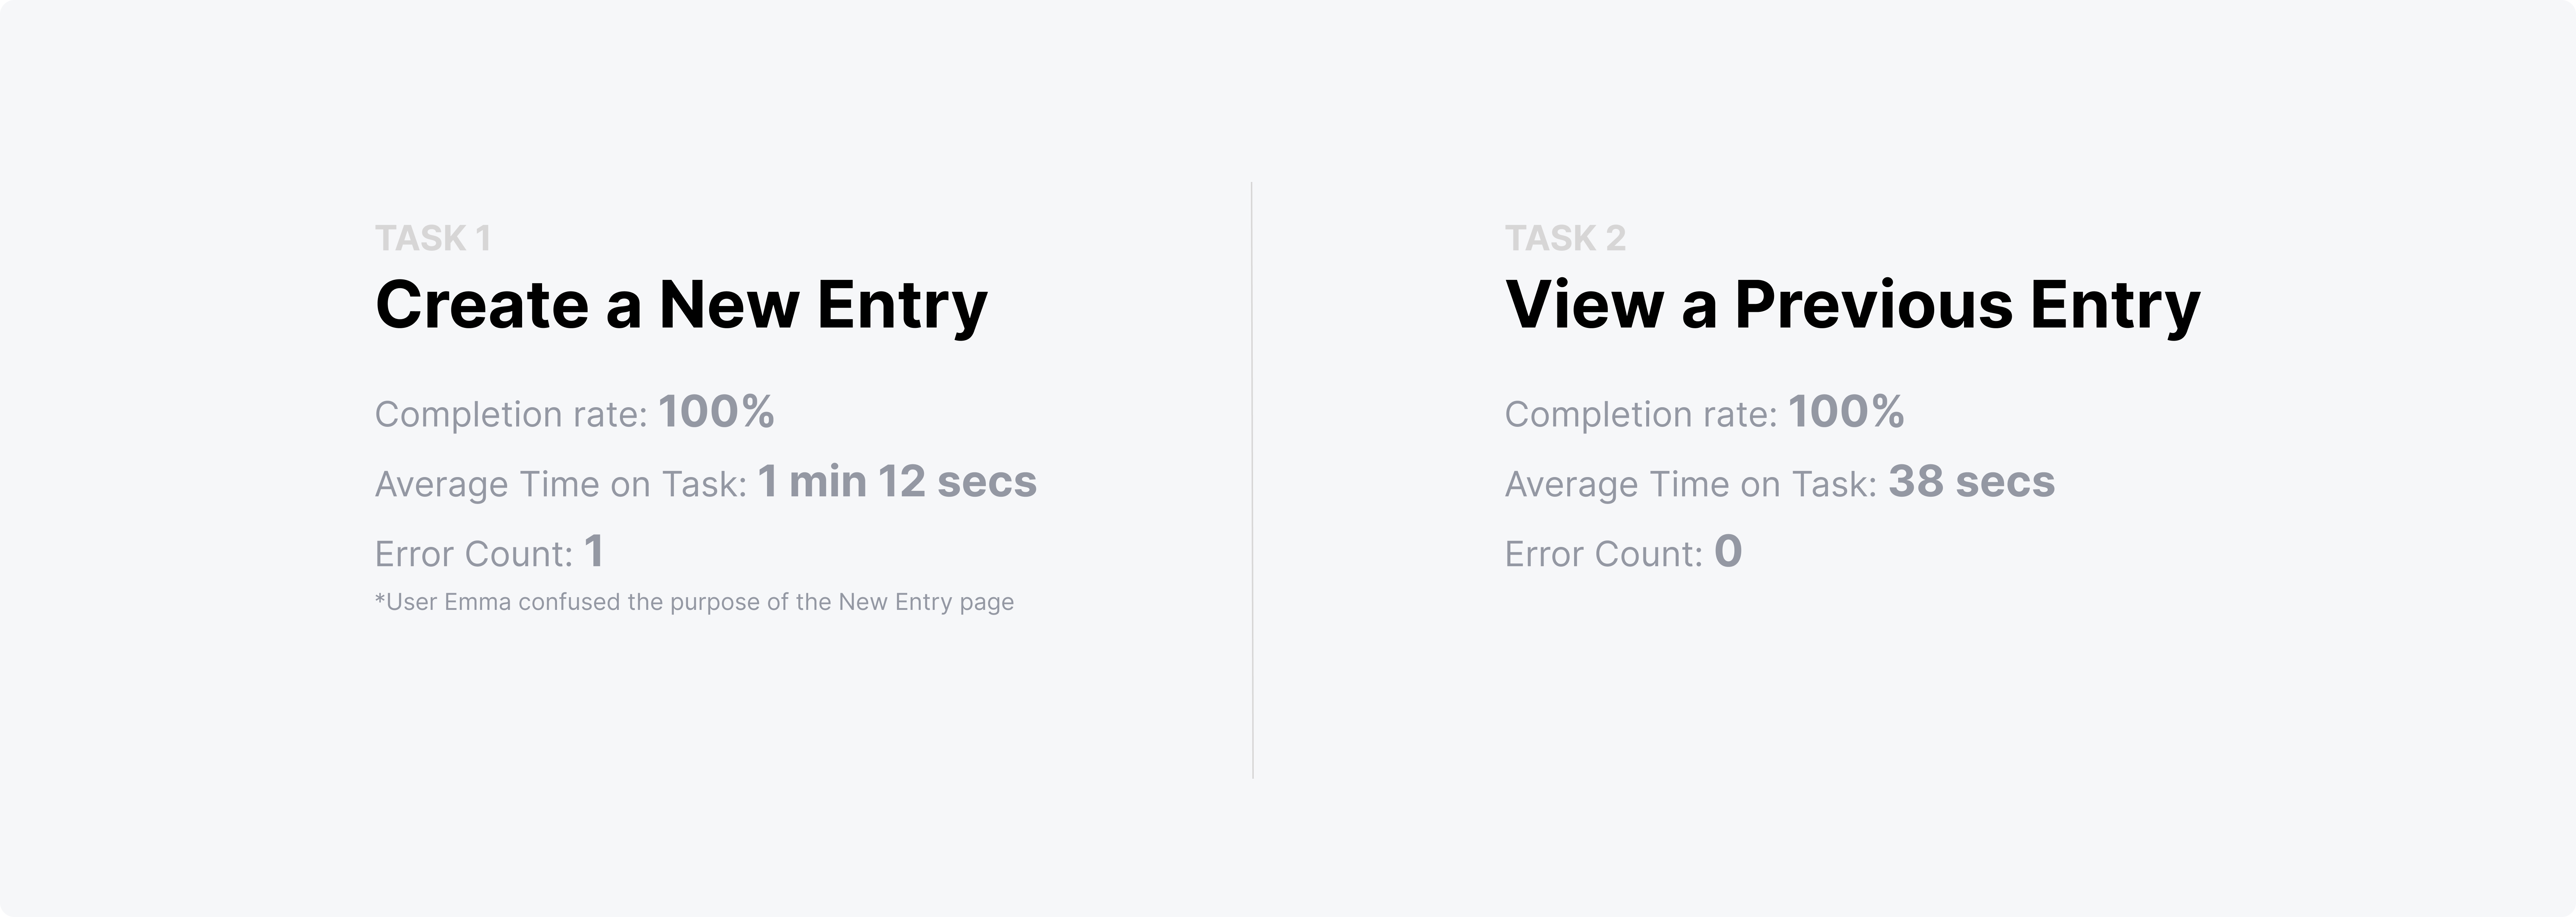 TASK 1
Create a New Entry
Completion rate: 100%
Average Time on Task: 1 min 12 secs
Error Count: 1
*User Emma confused the purpose of the New Entry page
TASK 2
View a Previous Entry
Completion rate: 100%
Average Time on Task: 38 secs
Error Count: 0